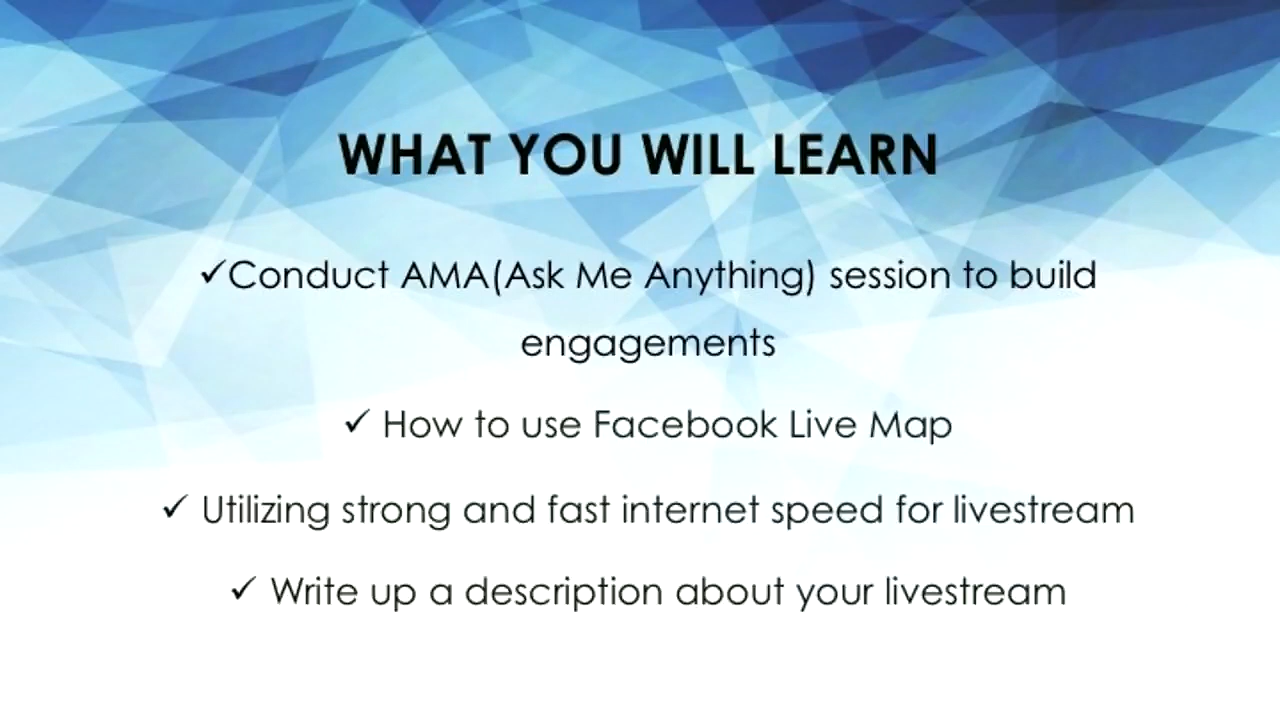 WHAT YOU WILL LEARN
✓Conduct AMA(Ask Me Anything) session to build
engagements
✓ How to use Facebook Live Map
✓ Utilizing strong and fast internet speed for livestream
✓ Write up a description about your livestream